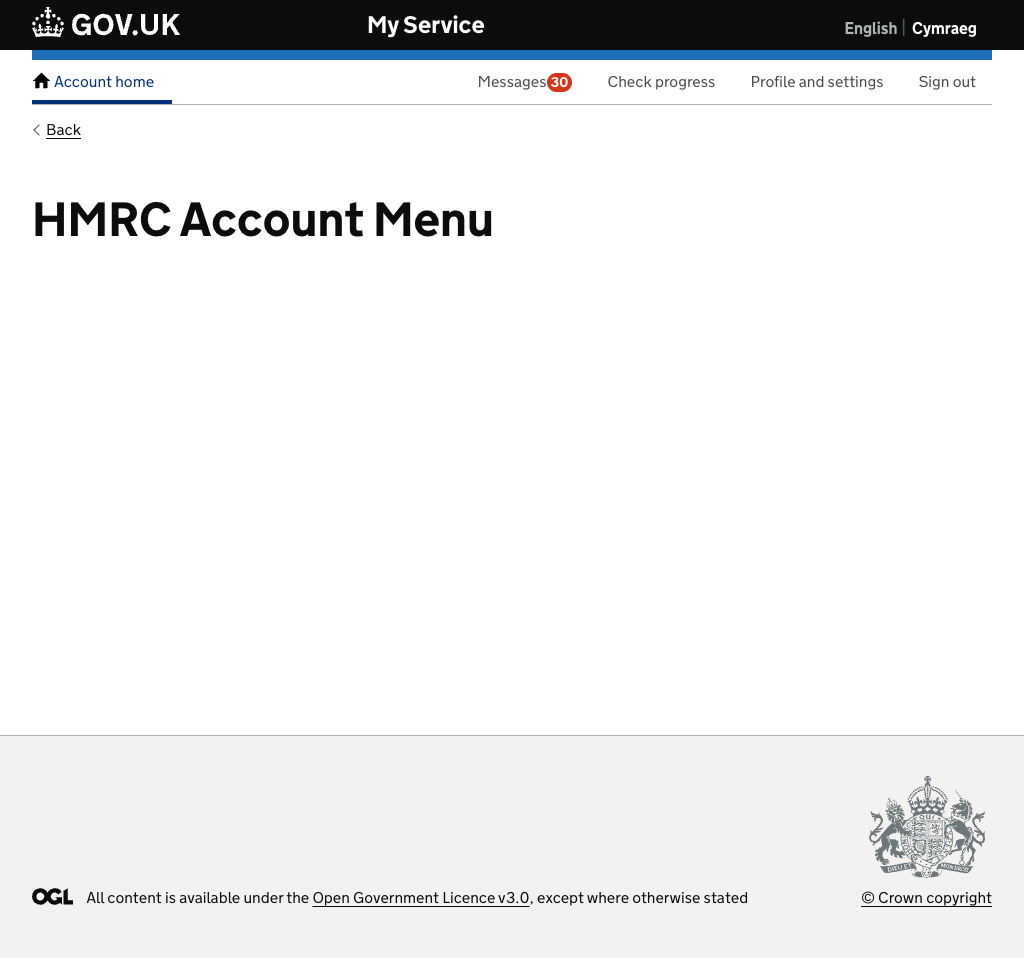 GOV.UK
My Service
English
Cymraeg
Account home
Messages 30
Check progress
Profile and settings
Sign out
Back
HMRC Account Menu
OGL
All content is available under the Open Government Licence v3.0, except where otherwise stated
© Crown copyright